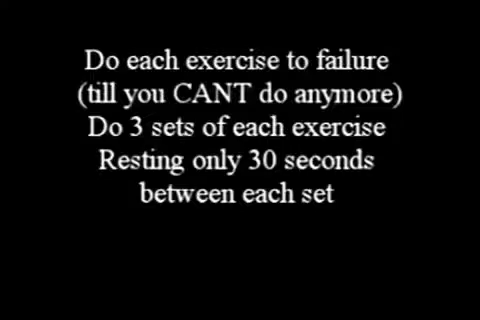 Do each exercise to failure
(till you CANT do anymore)
Do 3 sets of each exercise
Resting only 30 seconds
between each set